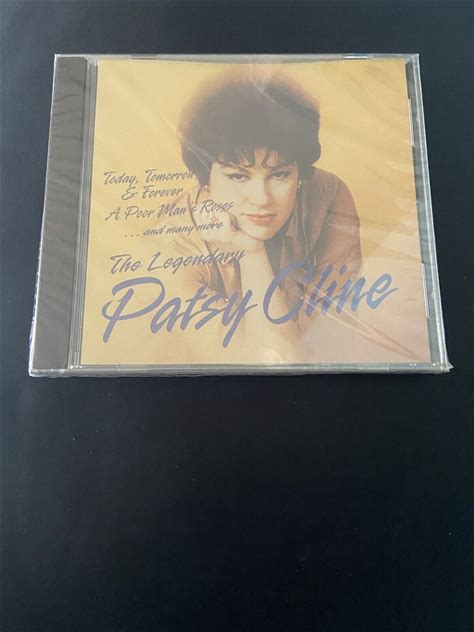 Today, Tomorrow
& Forever
A Poor Man's Roses
... and many more
The Legendary
Patsy Cline